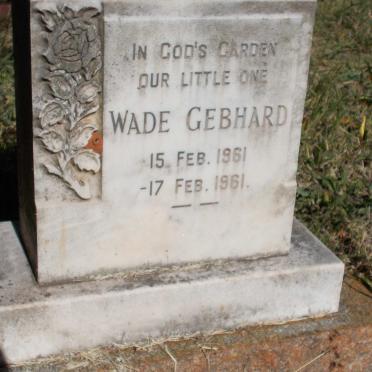 IN GOD'S GARDEN
OUR LITTLE ONE
WADE GEBHARD
15 FEB. 1961
-17 FEB. 1961.